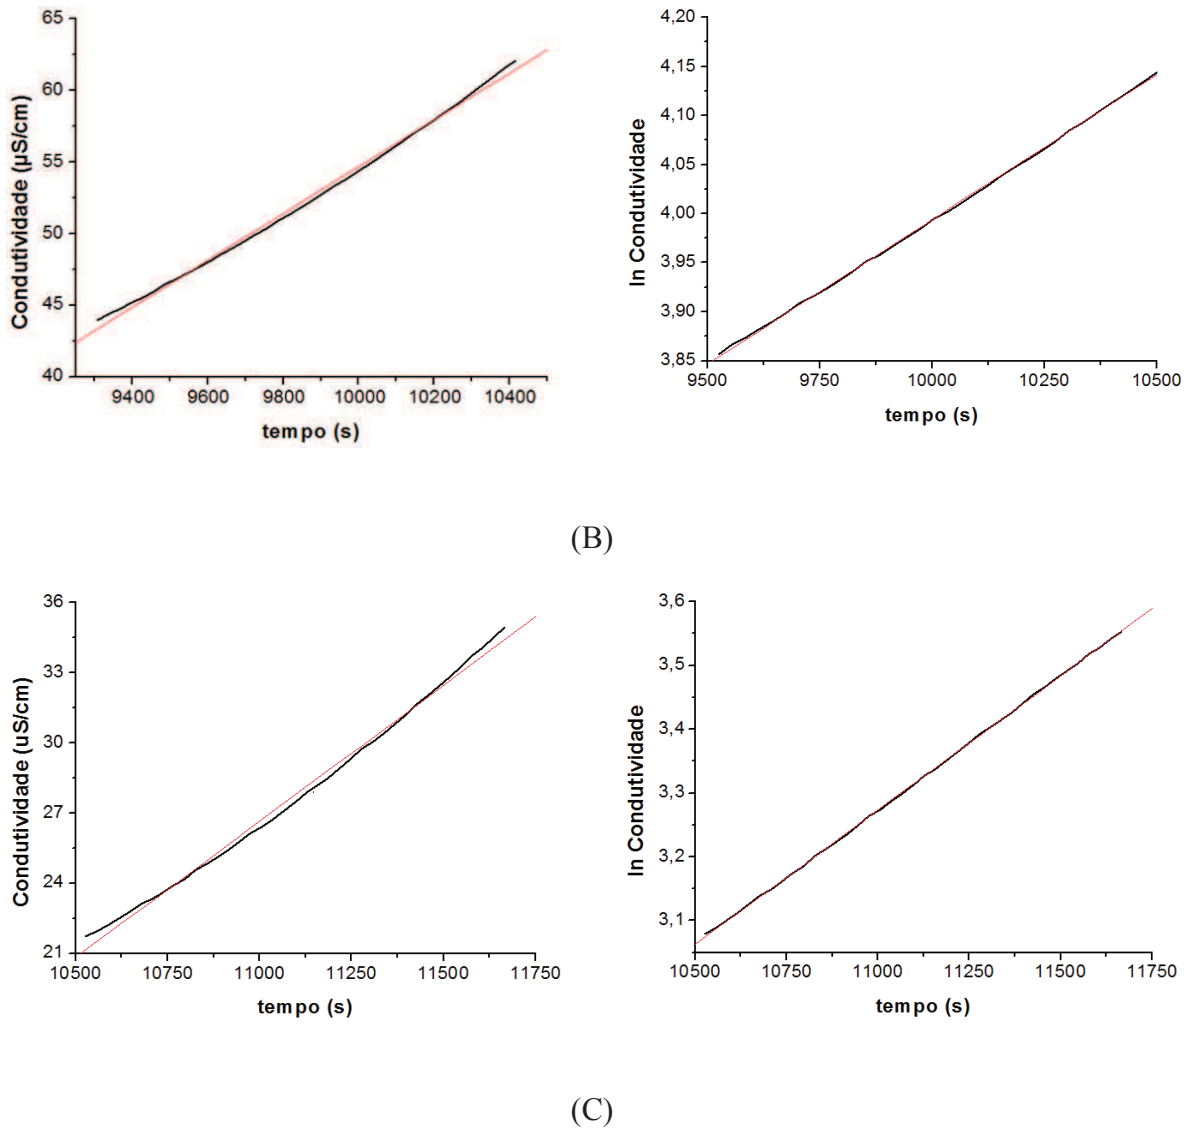 65
60
55
50
45
40
Condutividade (µS/cm)
9400 9600 9800 10000 10200 10400
tempo (s)
4,20
4,15
4,10
4,05
4,00
3,95
3,90
3,85
ln Condutividade
9500 9750 10000 10250 10500
tempo (s)
(B)
36
33
30
27
24
21
Condutividade (uS/cm)
10500 10750 11000 11250 11500 11750
tempo (s)
3,6
3,5
3,4
3,3
3,2
3,1
ln Condutividade
10500 10750 11000 11250 11500 11750
tempo (s)
(C)